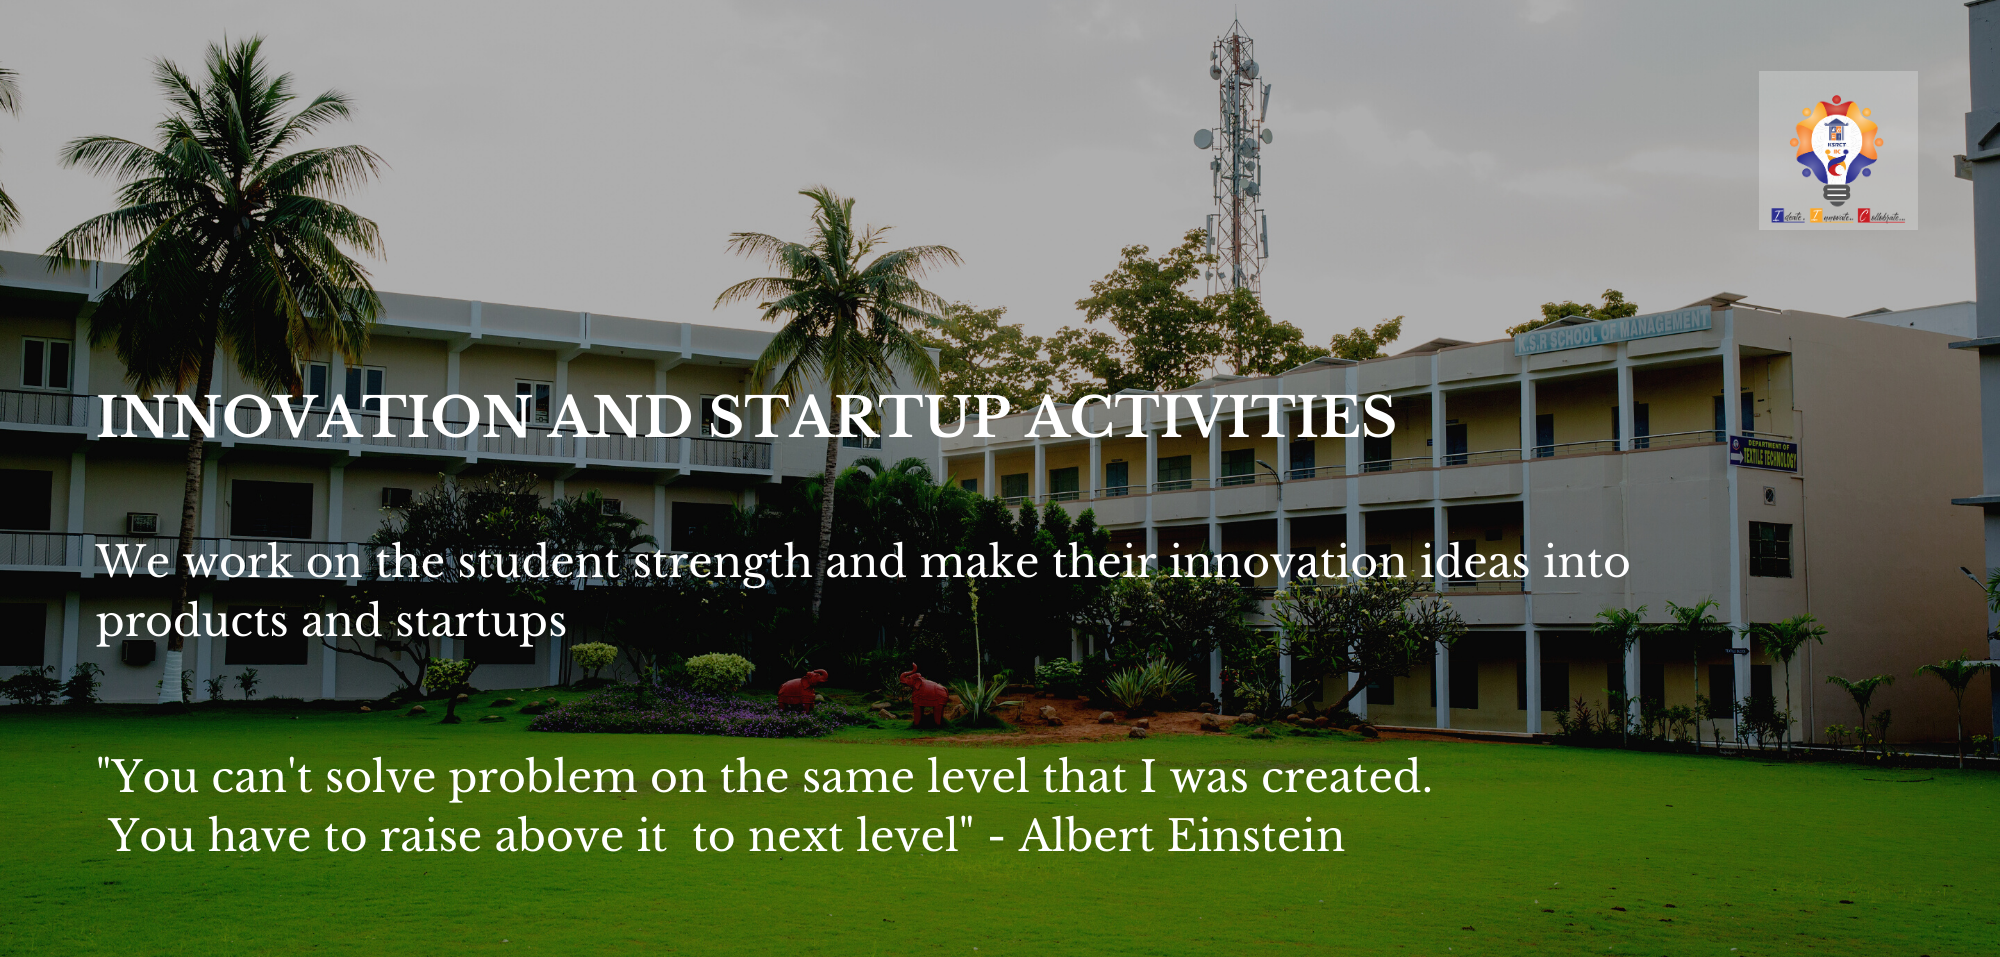 KSRCT
IIC
Ideate.. Innovate... Collaborate....
K.S.R SCHOOL OF MANAGEMENT
INNOVATION AND STARTUP ACTIVITIES
DEPARTMENT OF
TEXTILE TECHNOLOGY
We work on the student strength and make their innovation ideas into
products and startups
"You can't solve problem on the same level that I was created.
You have to raise above it to next level" - Albert Einstein